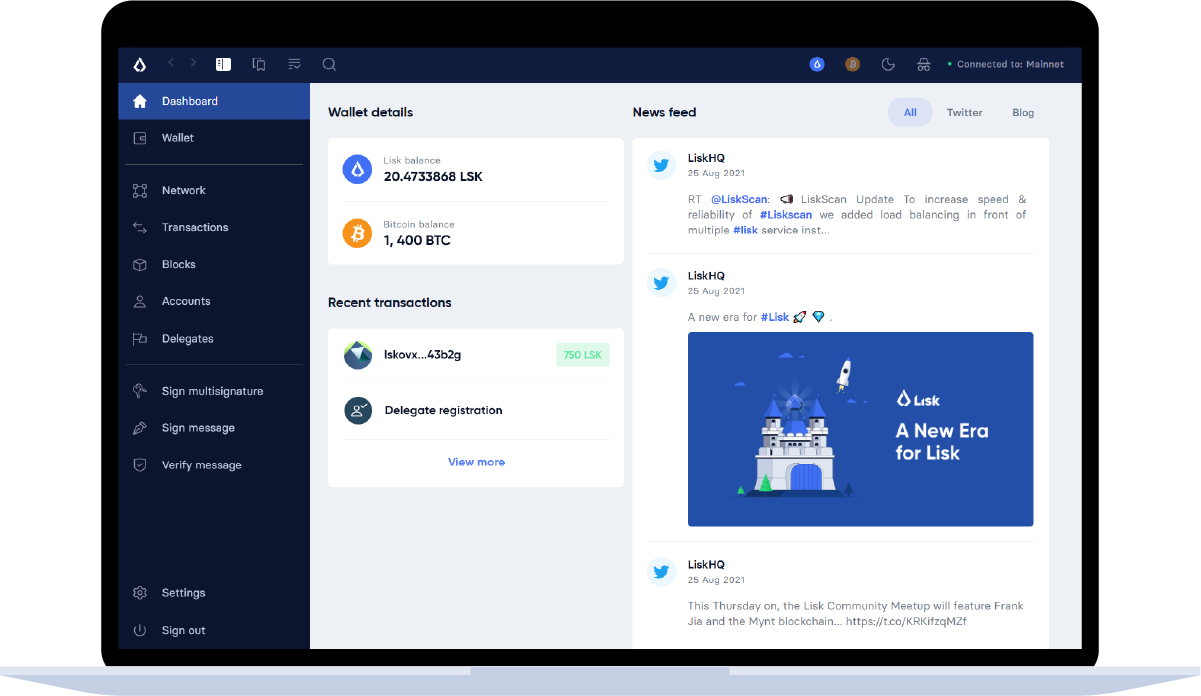 Connected to: Mainnet
Dashboard
Wallet
Network
Transactions
Blocks
Accounts
Delegates
Sign multisignature
Sign message
Verify message
Settings
Sign out
Wallet details
Lisk balance
20.4733868 LSK
Bitcoin balance
1, 400 BTC
Recent transactions
lskovx...43b2g
750 LSK
Delegate registration
View more
News feed
All
Twitter
Blog
LiskHQ
25 Aug 2021
RT @LiskScan: LiskScan Update To increase speed &
reliability of #Liskscan we added load balancing in front of
multiple #lisk service inst...
LiskHQ
25 Aug 2021
A new era for #Lisk 🚀 💎 .
Lisk
A New Era
for Lisk
LiskHQ
25 Aug 2021
This Thursday on, the Lisk Community Meetup will feature Frank
Jia and the Mynt blockchain... https://t.co/KRKifzqMZf